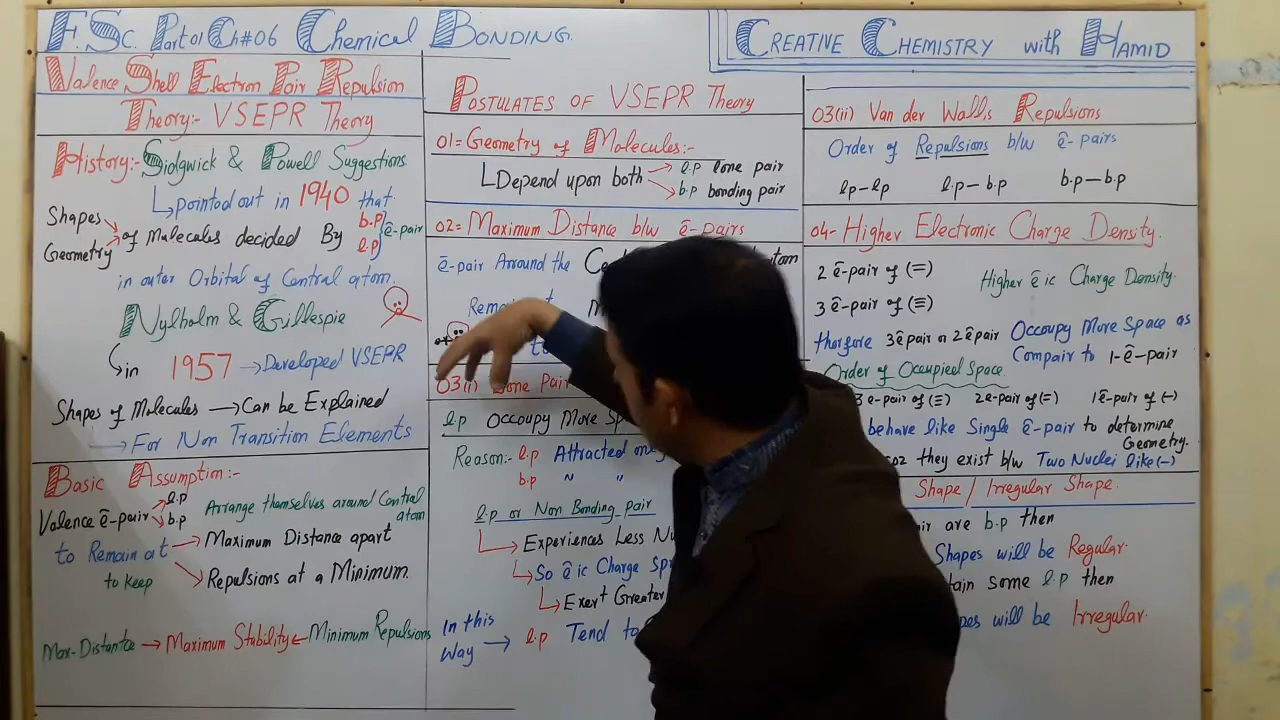 F.Sc. Part 01 Ch#06 Chemical Bonding.
Creative Chemistry with Hamid
Valence Shell Electron Pair Repulsion
Theory:- VSEPR Theory
History:- Sidgwick & Powell Suggestions
pointed out in 1940 that
Shapes
Geometry
of Molecules decided By
b.p
l.p
ē-pair
in outer Orbital of Central atom.
Nylholm & Gillespie
in 1957 → Developed VSEPR
Shapes of Molecules → Can be Explained
→ For Non Transition Elements
Basic Assumption:-
Valence ē-pair
l.p
b.p
Arrange themselves around Central
atom
to Remain at
to keep
Maximum Distance apart
Repulsions at a Minimum.
Max-Distance → Maximum Stability ← Minimum Repulsions
Postulates of VSEPR Theory
01= Geometry of Molecules:-
Depend upon both
l.p lone pair
b.p bonding pair
02= Maximum Distance b/w ē-pairs
ē-pair Around the
03(i) Lone Pair
l.p Occupy More
Reason:- l.p Attracted
b.p " "
l.p or Non Bonding pair
Experiences Less
So ē ic Charge
Exert Greater
In this
Way → l.p Tend to
03(ii) Van der Wall,s Repulsions
Order of Repulsions b/w ē-pairs
lp-lp l.p-b.p b.p-b.p
04- Higher Electronic Charge Density.
2 ē-pair of (=)
3 ē-pair of (≡)
Higher ē ic Charge Density.
therfore 3ē pair or 2ē pair Occupy More Space as
Compair to 1-ē-pair
Order of Occupied Space.
3 e-pair of (≡) 2e-pair of (=) 1ē-pair of (-)
behave like Single ē-pair to determine
Geometry.
they exist b/w Two Nuclei like (-)
Shape/Irregular Shape.
are b.p then
Shapes will be Regular.
some l.p then
will be Irregular.